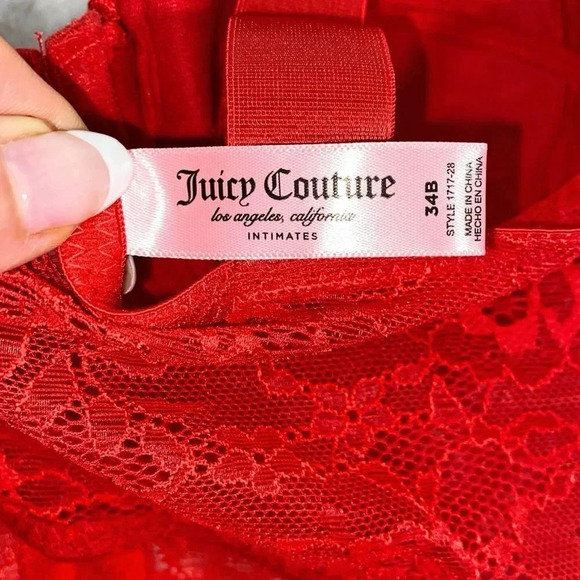 Juicy Couture
los angeles, california
INTIMATES
34B
STYLE 1717-28
MADE IN CHINA
HECHO EN CHINA